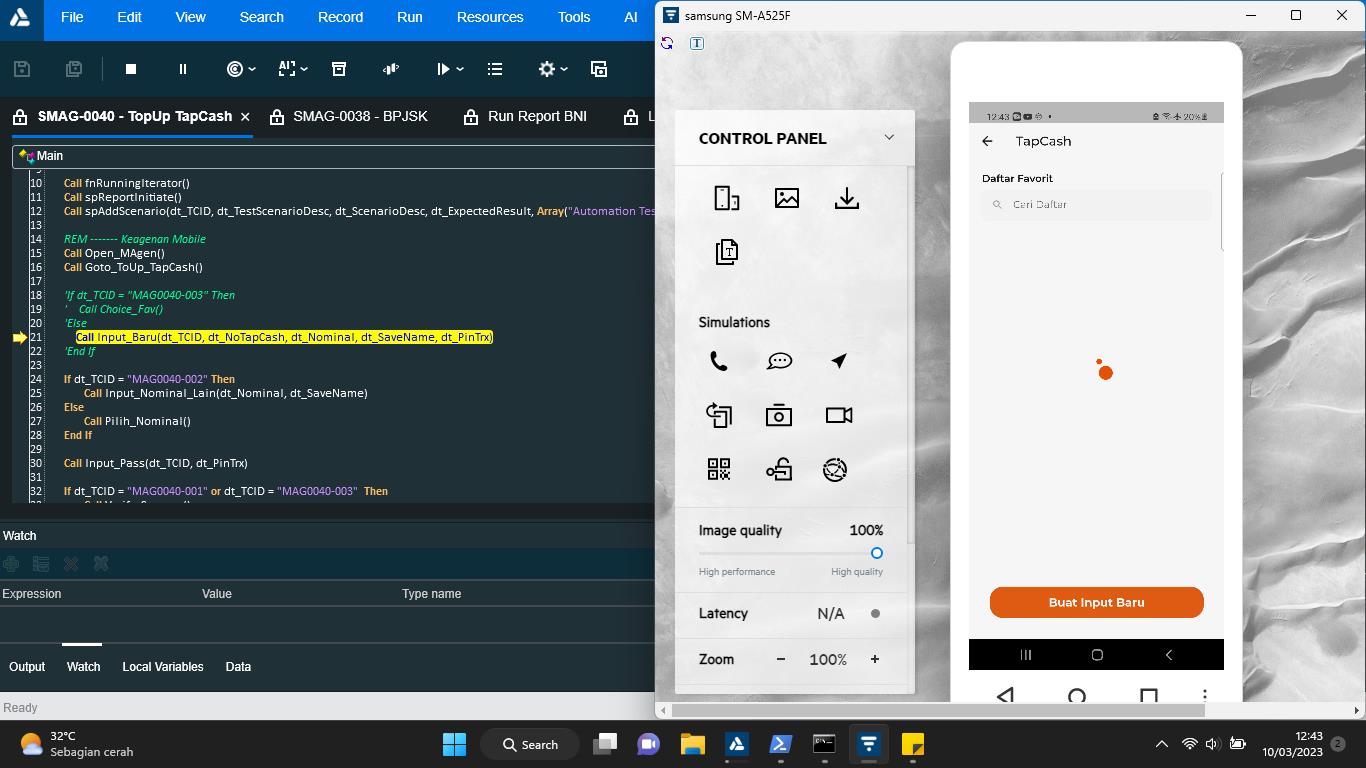 File Edit View Search Record Run Resources Tools AI
SMAG-0040 - TopUp TapCash × SMAG-0038 - BPJSK Run Report BNI
Main
10 Call fnRunningIterator()
11 Call spReportInitiate()
12 Call spAddScenario(dt_TCID, dt_TestScenarioDesc, dt_ScenarioDesc, dt_ExpectedResult, Array("Automation Tes
13
14 REM ------- Keagenan Mobile
15 Call Open_MAgen()
16 Call Goto_ToUp_TapCash()
17
18 'If dt_TCID = "MAG0040-003" Then
19 ' Call Choice_Fav()
20 'Else
21 Call Input_Baru(dt_TCID, dt_NoTapCash, dt_Nominal, dt_SaveName, dt_PinTrx)
22 'End If
23
24 If dt_TCID = "MAG0040-002" Then
25 Call Input_Nominal_Lain(dt_Nominal, dt_SaveName)
26 Else
27 Call Pilih_Nominal()
28 End If
29
30 Call Input_Pass(dt_TCID, dt_PinTrx)
31
32 If dt_TCID = "MAG0040-001" or dt_TCID = "MAG0040-003" Then
Watch
Expression Value Type name
Output Watch Local Variables Data
Ready
samsung SM-A525F
T
CONTROL PANEL
T
Simulations
Image quality 100%
High performance High quality
Latency N/A
Zoom − 100% +
12:43 20%
TapCash
Daftar Favorit
Cari Daftar
Buat Input Baru
32°C
Sebagian cerah
Search
12:43
10/03/2023
2